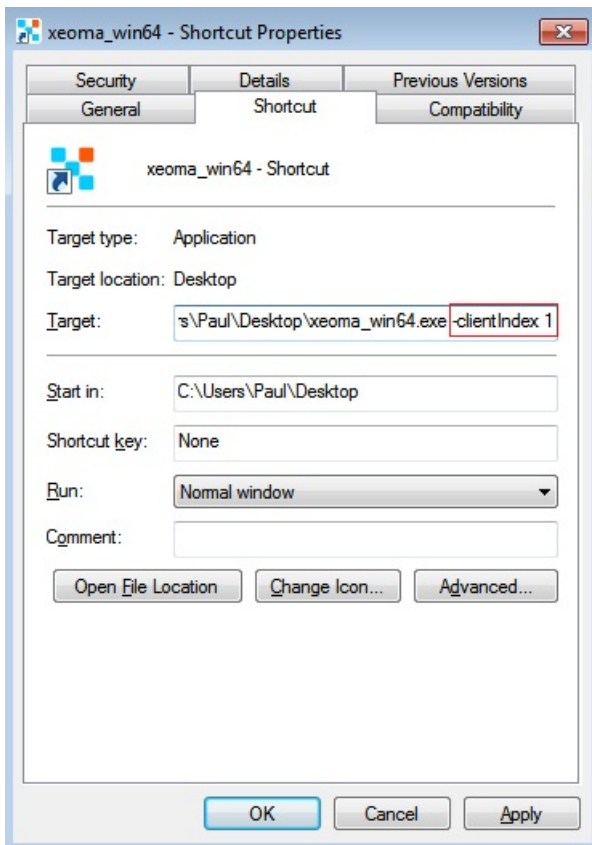 xeoma_win64 - Shortcut Properties
Security Details Previous Versions
General Shortcut Compatibility
xeoma_win64 - Shortcut
Target type: Application
Target location: Desktop
Target: s\Paul\Desktop\xeoma_win64.exe -clientIndex 1
Start in: C:\Users\Paul\Desktop
Shortcut key: None
Run: Normal window
Comment:
Open File Location Change Icon... Advanced...
OK Cancel Apply